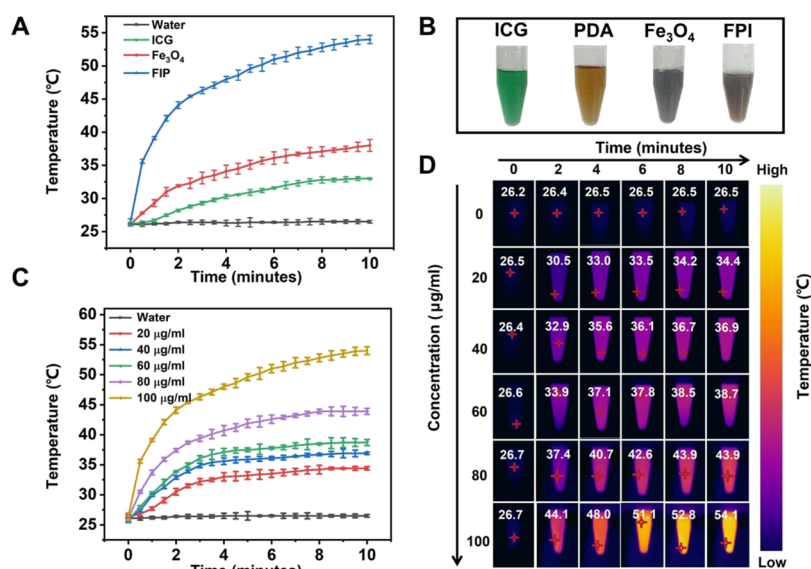 A
Temperature (℃)
55
50
45
40
35
30
25
Water
ICG
Fe₃O₄
FIP
0 2 4 6 8 10
Time (minutes)
B
ICG PDA Fe₃O₄ FPI
C
Temperature (℃)
60
55
50
45
40
35
30
25
Water
20 μg/ml
40 μg/ml
60 μg/ml
80 μg/ml
100 μg/ml
0 2 4 6 8 10
Time (minutes)
D
Time (minutes)
0 2 4 6 8 10
Concentration ( μg/ml)
0 26.2 26.4 26.5 26.5 26.5 26.5
20 26.5 30.5 33.0 33.5 34.2 34.4
40 26.4 32.9 35.6 36.1 36.7 36.9
60 26.6 33.9 37.1 37.8 38.5 38.7
80 26.7 37.4 40.7 42.6 43.9 43.9
100 26.7 44.1 48.0 51.1 52.8 54.1
High
Temperature (℃)
Low